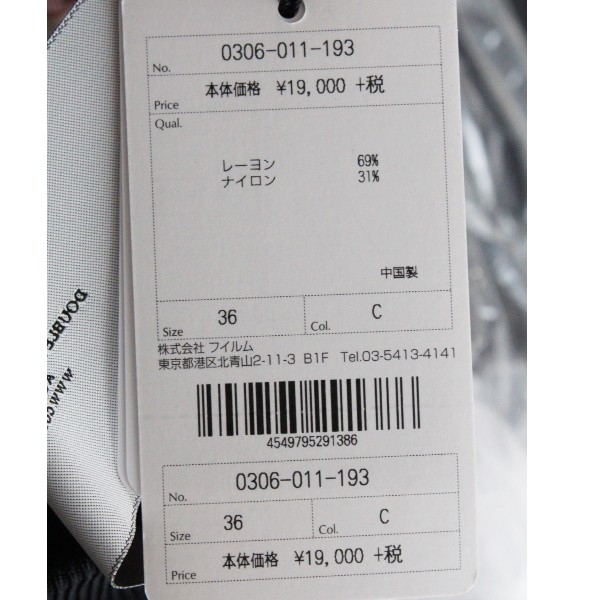 No. 0306-011-193
Price 本体価格 ¥19,000 +税
Qual.
レーヨン 69%
ナイロン 31%
中国製
Size 36 Col. C
株式会社 フイルム
東京都港区北青山2-11-3 B1F Tel.03-5413-4141
4549795291386
No. 0306-011-193
Size 36 Col. C
Price 本体価格 ¥19,000 +税
DOUBLE